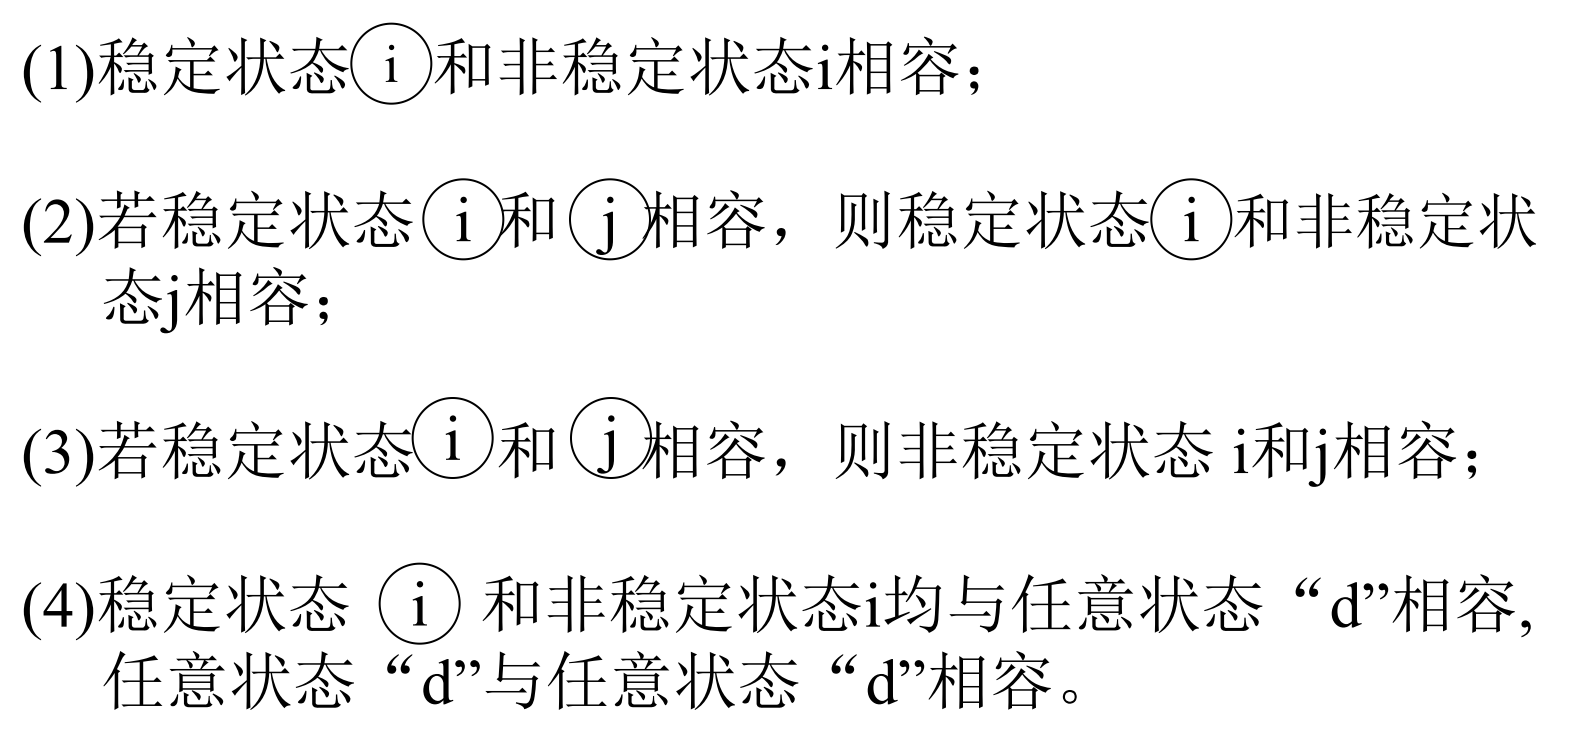 (1)稳定状态ⓘ和非稳定状态i相容；
(2)若稳定状态ⓘ和ⓙ相容，则稳定状态ⓘ和非稳定状
态j相容；
(3)若稳定状态ⓘ和ⓙ相容，则非稳定状态 i和j相容；
(4)稳定状态 ⓘ 和非稳定状态i均与任意状态“d”相容,
任意状态“d”与任意状态“d”相容。